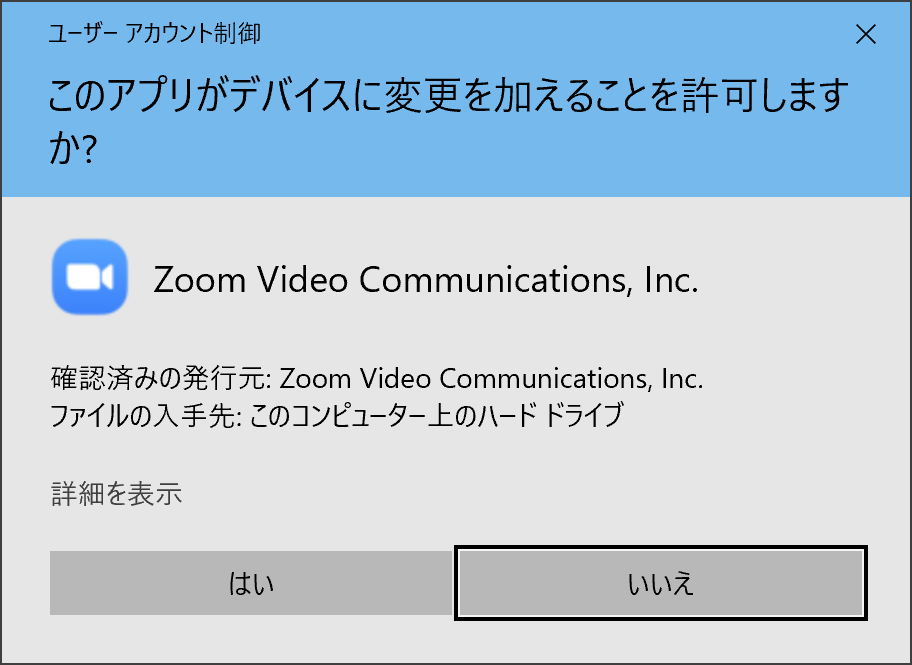 ユーザー アカウント制御
このアプリがデバイスに変更を加えることを許可します
か?
Zoom Video Communications, Inc.
確認済みの発行元: Zoom Video Communications, Inc.
ファイルの入手先: このコンピューター上のハード ドライブ
詳細を表示
はい
いいえ